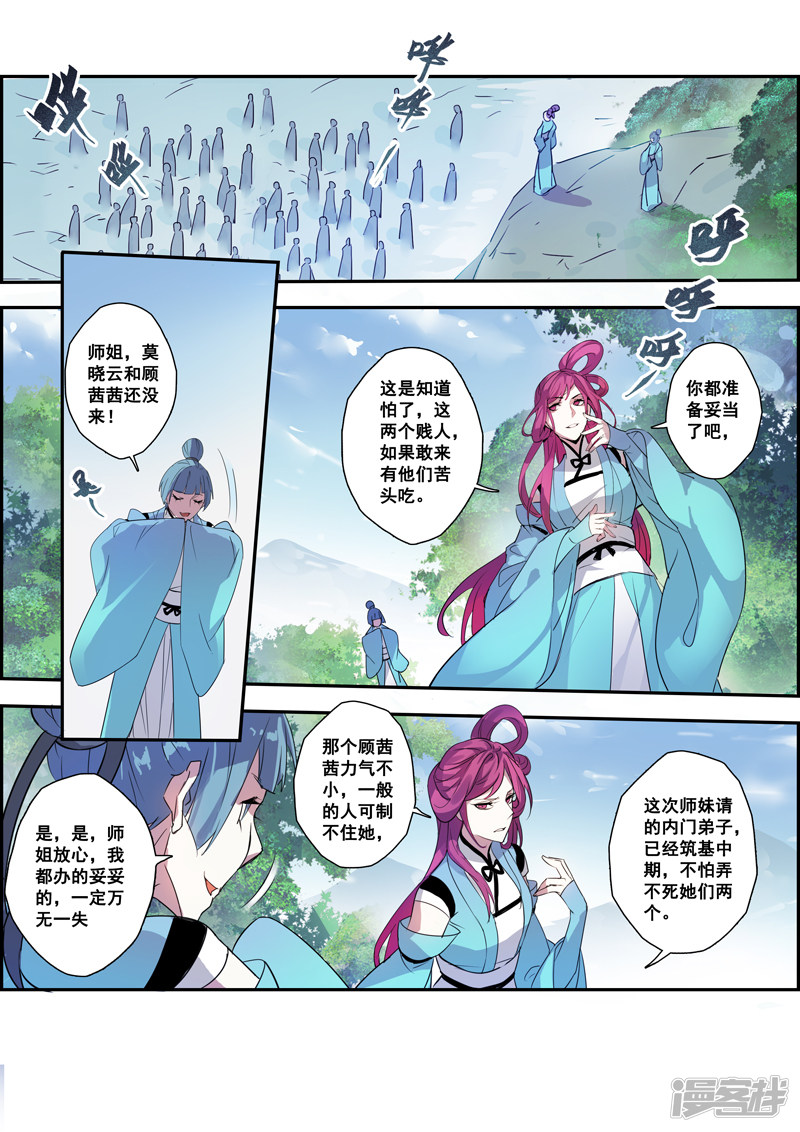 呼
呼
呼
呼
呼
呼
呼
师姐，莫
晓云和顾
茜茜还没
来！
这是知道
怕了，这
两个贱人，
如果敢来
有他们苦
头吃。
你都准
备妥当
了吧，
是，是，师
姐放心，我
都办的妥妥
的，一定万
无一失
那个顾茜
茜力气不
小，一般
的人可制
不住她，
这次师妹请
的内门弟子，
已经筑基中
期，不怕弄
不死她们两
个。
漫客栈